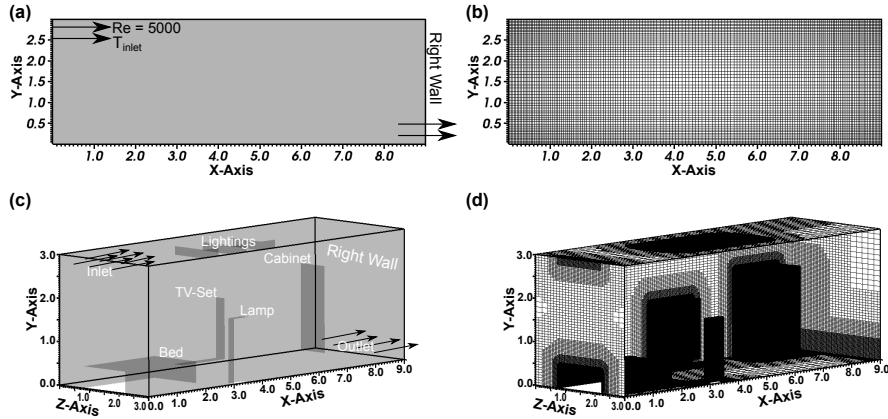 (a)
Re = 5000
T inlet
Right Wall
Y-Axis
2.5
2.0
1.5
1.0
0.5
1.0 2.0 3.0 4.0 5.0 6.0 7.0 8.0
X-Axis
(b)
Y-Axis
2.5
2.0
1.5
1.0
0.5
1.0 2.0 3.0 4.0 5.0 6.0 7.0 8.0
X-Axis
(c)
Lightings
Cabinet
Right Wall
Inlet
TV-Set
Lamp
Bed
Outlet
Y-Axis
3.0
2.0
1.0
0.0
Z-Axis
1.0 2.0 3.0
0.0 1.0 2.0 3.0 4.0 5.0 6.0 7.0 8.0 9.0
X-Axis
(d)
Y-Axis
3.0
2.0
1.0
0.0
Z-Axis
1.0 2.0 3.0
0.0 1.0 2.0 3.0 4.0 5.0 6.0 7.0 8.0 9.0
X-Axis